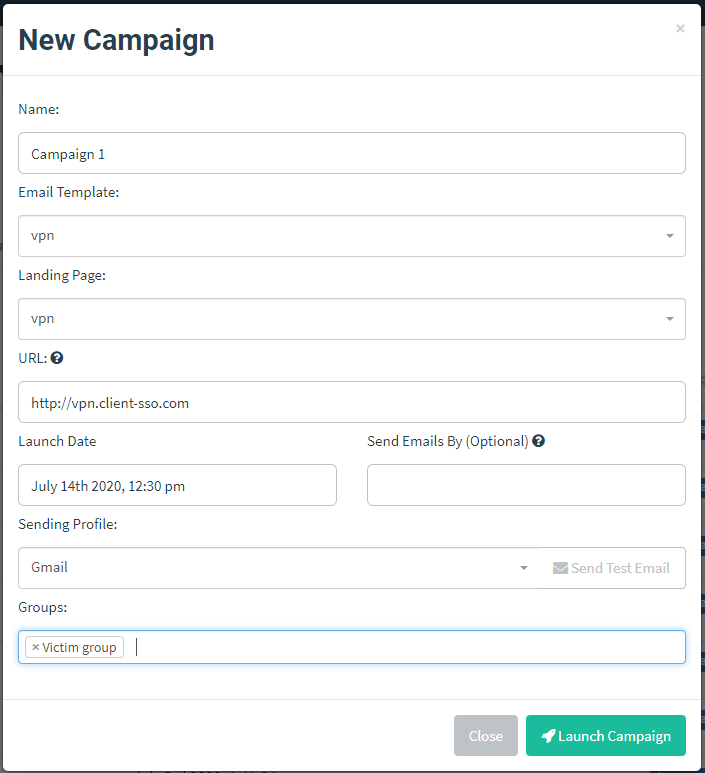 New Campaign
×
Name:
Campaign 1
Email Template:
vpn
Landing Page:
vpn
URL:
http://vpn.client-sso.com
Launch Date
Send Emails By (Optional)
July 14th 2020, 12:30 pm
Sending Profile:
Gmail
Send Test Email
Groups:
× Victim group
Close
Launch Campaign